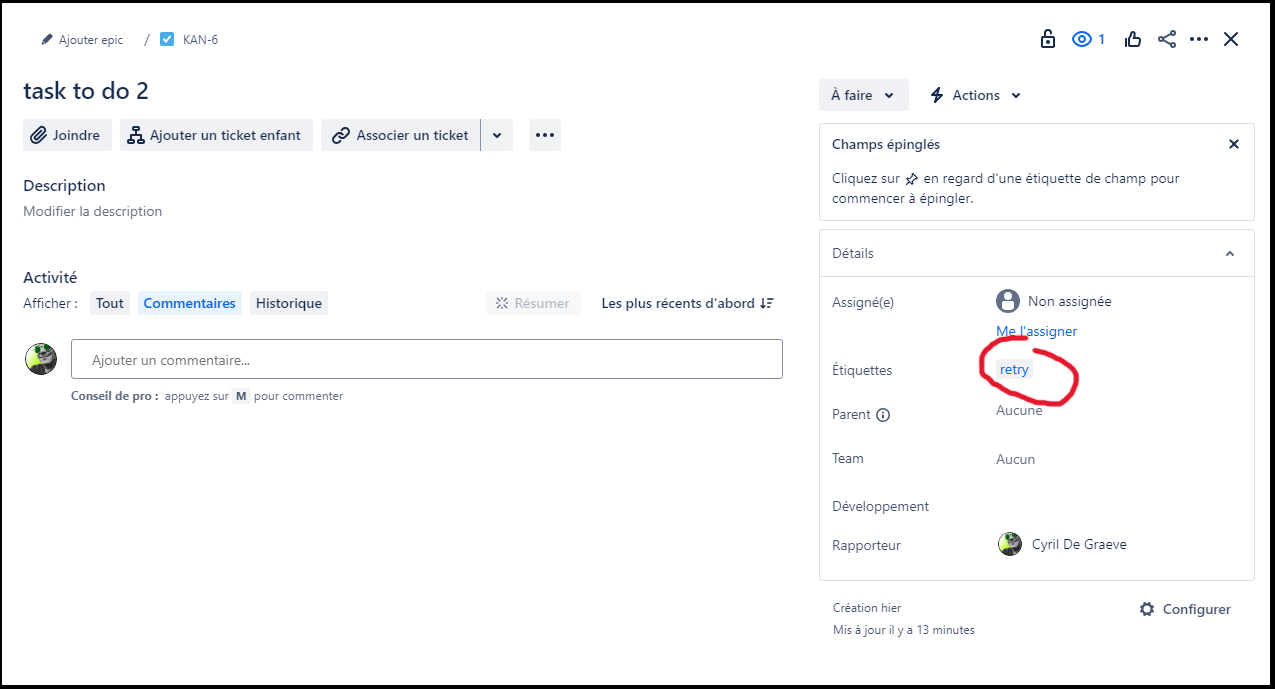 Ajouter epic / KAN-6
1
task to do 2
À faire
Actions
Joindre
Ajouter un ticket enfant
Associer un ticket
Champs épinglés
Cliquez sur en regard d'une étiquette de champ pour
commencer à épingler.
Description
Modifier la description
Détails
Activité
Afficher : Tout Commentaires Historique
Résumer
Les plus récents d'abord
Ajouter un commentaire...
Conseil de pro : appuyez sur M pour commenter
Assigné(e) Non assignée
Me l'assigner
Étiquettes retry
Parent Aucune
Team Aucun
Développement
Rapporteur Cyril De Graeve
Création hier
Mis à jour il y a 13 minutes
Configurer